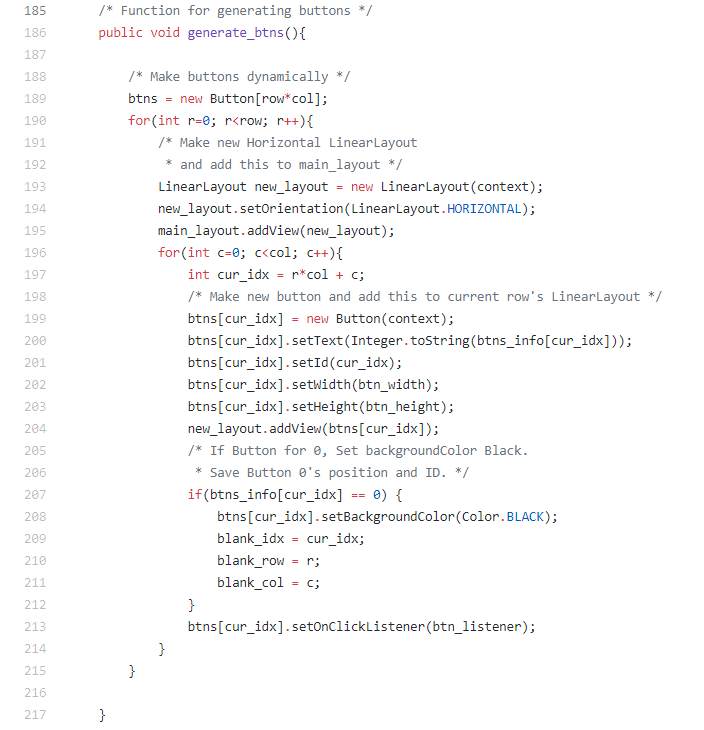 185 /* Function for generating buttons */
186 public void generate_btns(){
187
188 /* Make buttons dynamically */
189 btns = new Button[row*col];
190 for(int r=0; r<row; r++){
191 /* Make new Horizontal LinearLayout
192 * and add this to main_layout */
193 LinearLayout new_layout = new LinearLayout(context);
194 new_layout.setOrientation(LinearLayout.HORIZONTAL);
195 main_layout.addView(new_layout);
196 for(int c=0; c<col; c++){
197 int cur_idx = r*col + c;
198 /* Make new button and add this to current row's LinearLayout */
199 btns[cur_idx] = new Button(context);
200 btns[cur_idx].setText(Integer.toString(btns_info[cur_idx]));
201 btns[cur_idx].setId(cur_idx);
202 btns[cur_idx].setWidth(btn_width);
203 btns[cur_idx].setHeight(btn_height);
204 new_layout.addView(btns[cur_idx]);
205 /* If Button for 0, Set backgroundColor Black.
206 * Save Button 0's position and ID. */
207 if(btns_info[cur_idx] == 0) {
208 btns[cur_idx].setBackgroundColor(Color.BLACK);
209 blank_idx = cur_idx;
210 blank_row = r;
211 blank_col = c;
212 }
213 btns[cur_idx].setOnClickListener(btn_listener);
214 }
215 }
216
217 }